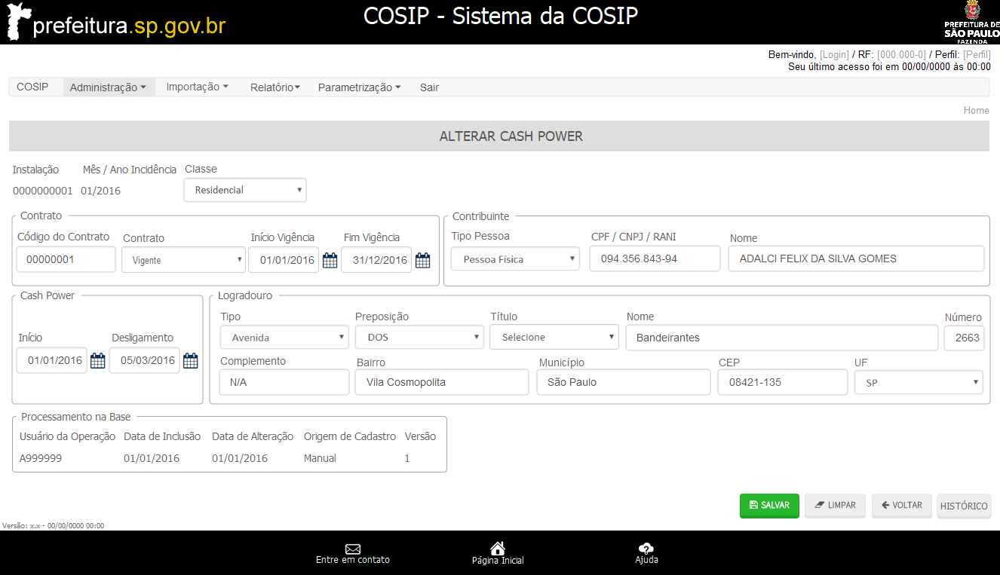 prefeitura.sp.gov.br
COSIP - Sistema da COSIP
PREFEITURA DE
SÃO PAULO
FAZENDA
Bem-vindo, [Login] / RF: [000.000-0] / Perfil: [Perfil]
Seu último acesso foi em 00/00/0000 às 00:00
COSIP Administração Importação Relatório Parametrização Sair
Home
ALTERAR CASH POWER
Instalação Mês / Ano Incidência Classe
0000000001 01/2016 Residencial
Contrato
Código do Contrato Contrato Início Vigência Fim Vigência
00000001 Vigente 01/01/2016 31/12/2016
Contribuinte
Tipo Pessoa CPF / CNPJ / RANI Nome
Pessoa Física 094.356.843-94 ADALCI FELIX DA SILVA GOMES
Cash Power
Início Desligamento
01/01/2016 05/03/2016
Logradouro
Tipo Preposição Título Nome Número
Avenida DOS Selecione Bandeirantes 2663
Complemento Bairro Município CEP UF
N/A Vila Cosmopolita São Paulo 08421-135 SP
Processamento na Base
Usuário da Operação Data de Inclusão Data de Alteração Origem de Cadastro Versão
A999999 01/01/2016 01/01/2016 Manual 1
SALVAR LIMPAR VOLTAR HISTÓRICO
Versão: x.x - 00/00/0000 00:00
Entre em contato Página Inicial Ajuda